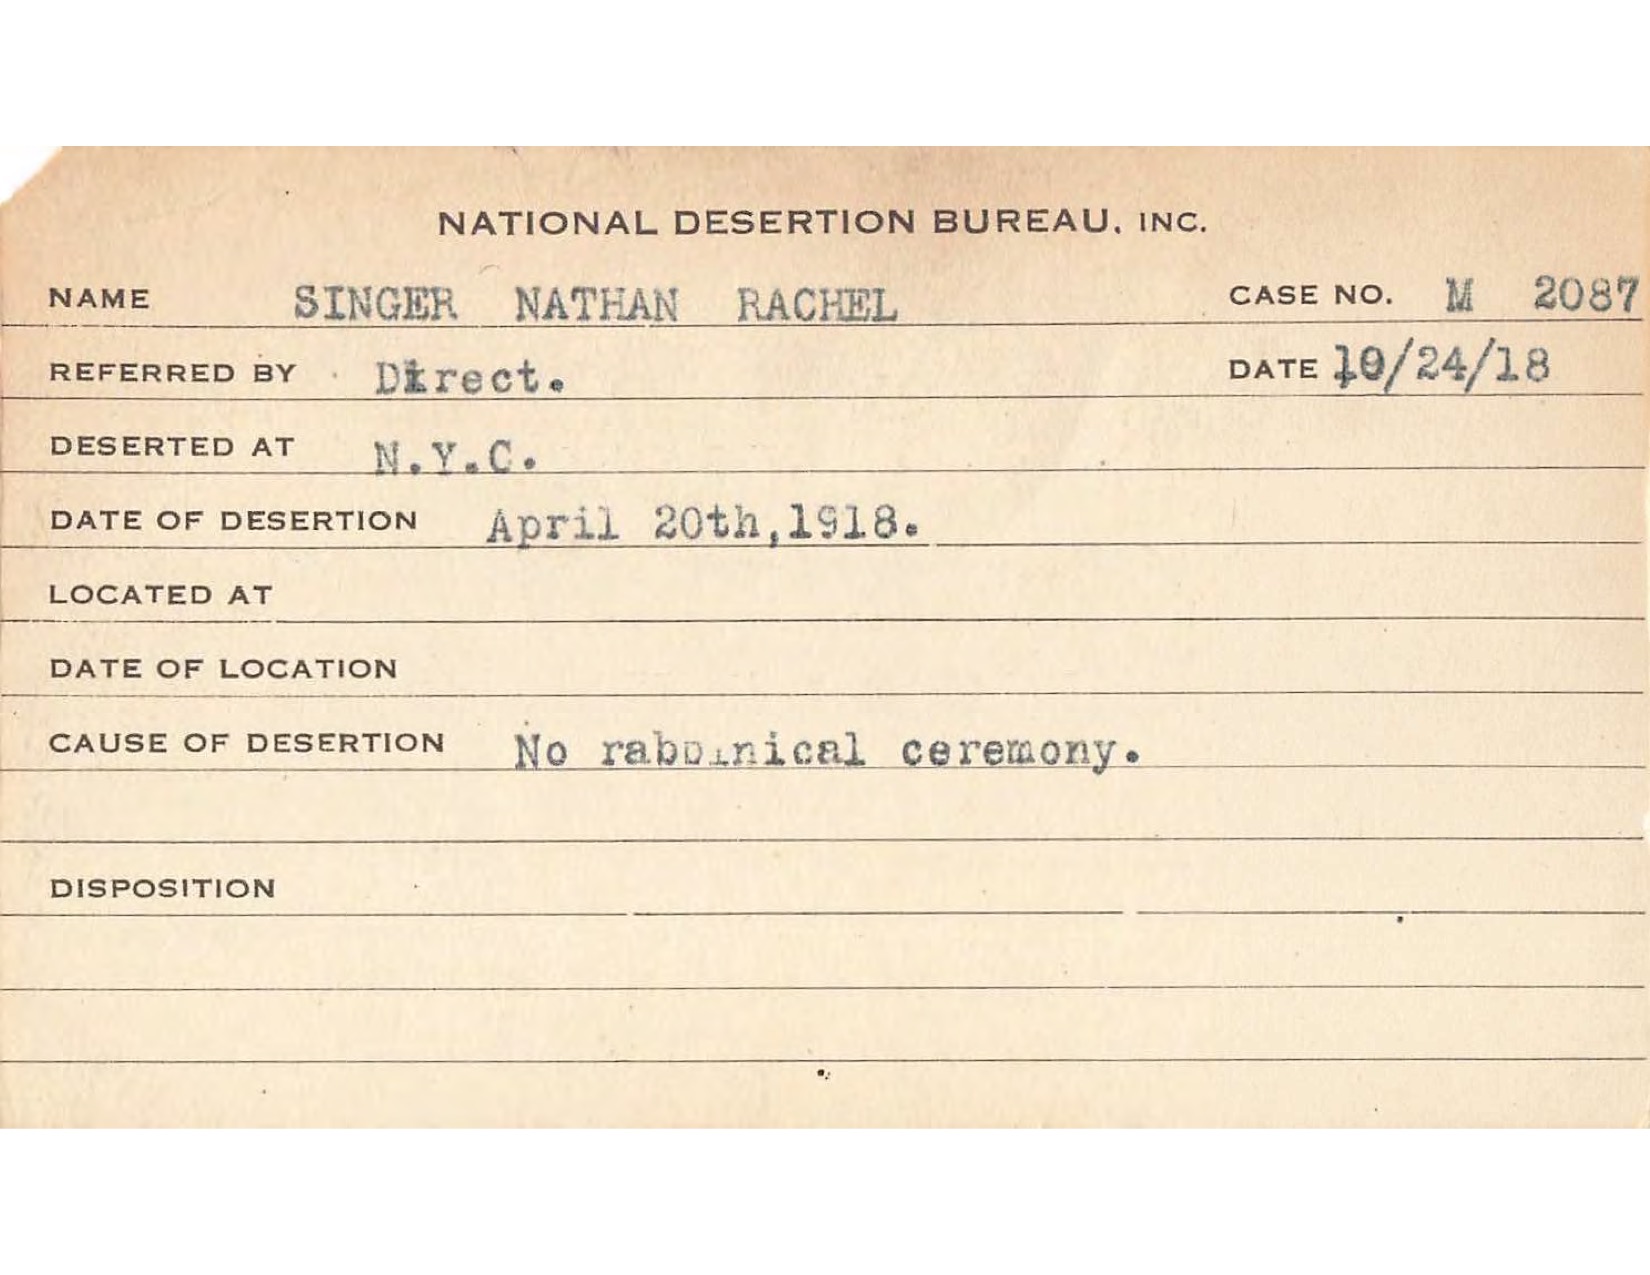 NATIONAL DESERTION BUREAU, INC.
NAME SINGER NATHAN RACHEL CASE NO. M 2087
REFERRED BY Direct. DATE 10/24/18
DESERTED AT N.Y.C.
DATE OF DESERTION April 20th,1918.
LOCATED AT
DATE OF LOCATION
CAUSE OF DESERTION No rabbinical ceremony.
DISPOSITION